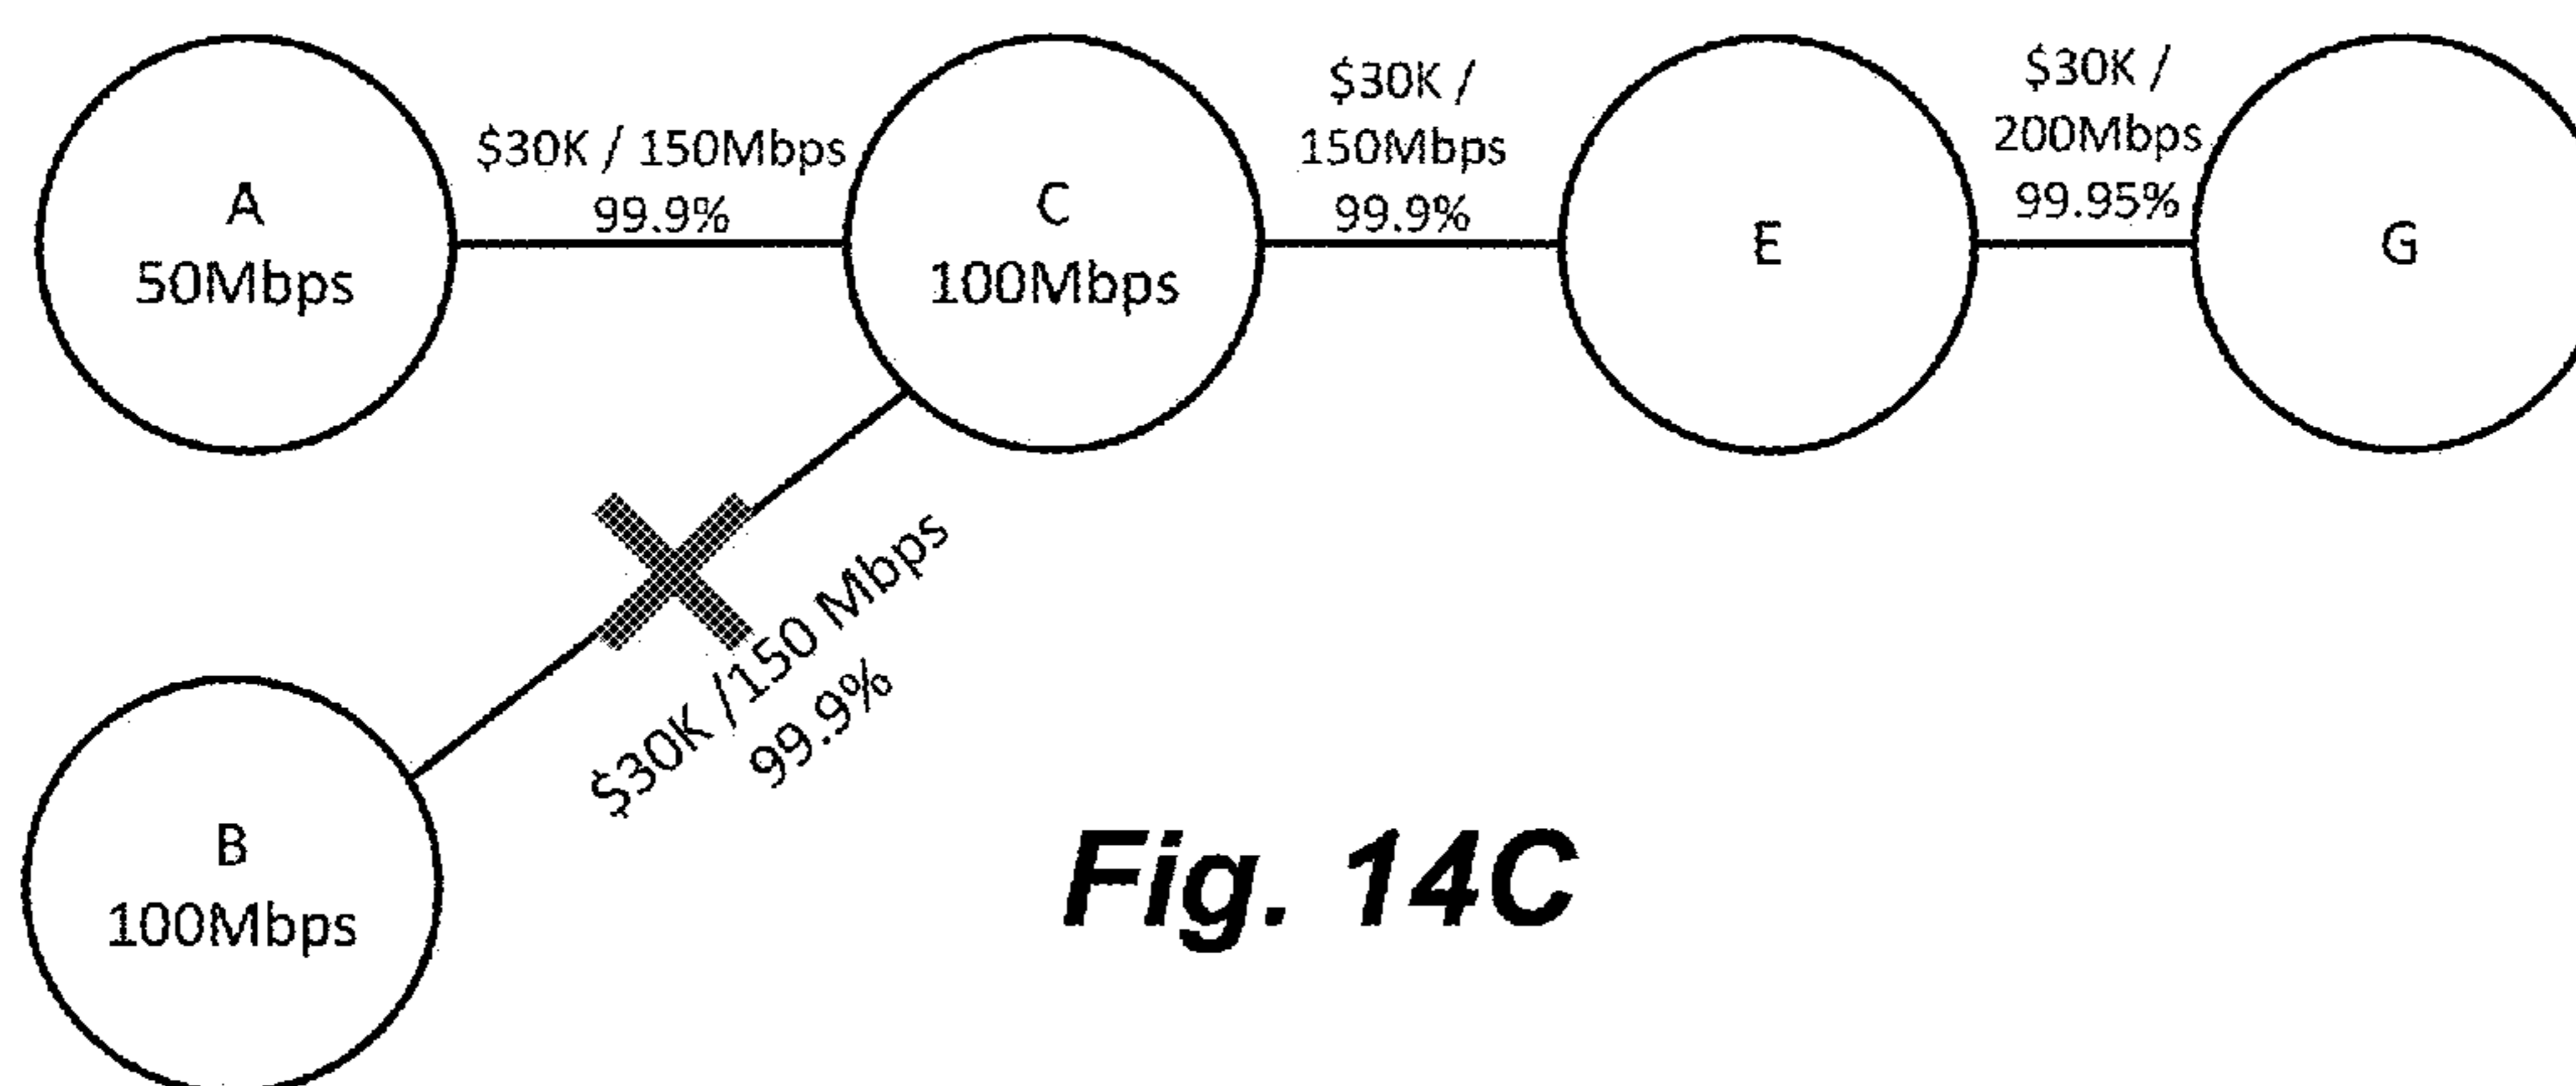 A
50Mbps
$30K / 150Mbps
99.9%
C
100Mbps
$30K /
150Mbps
99.9%
E
$30K /
200Mbps
99.95%
G
$30K /150 Mbps
99.9%
B
100Mbps
Fig. 14C